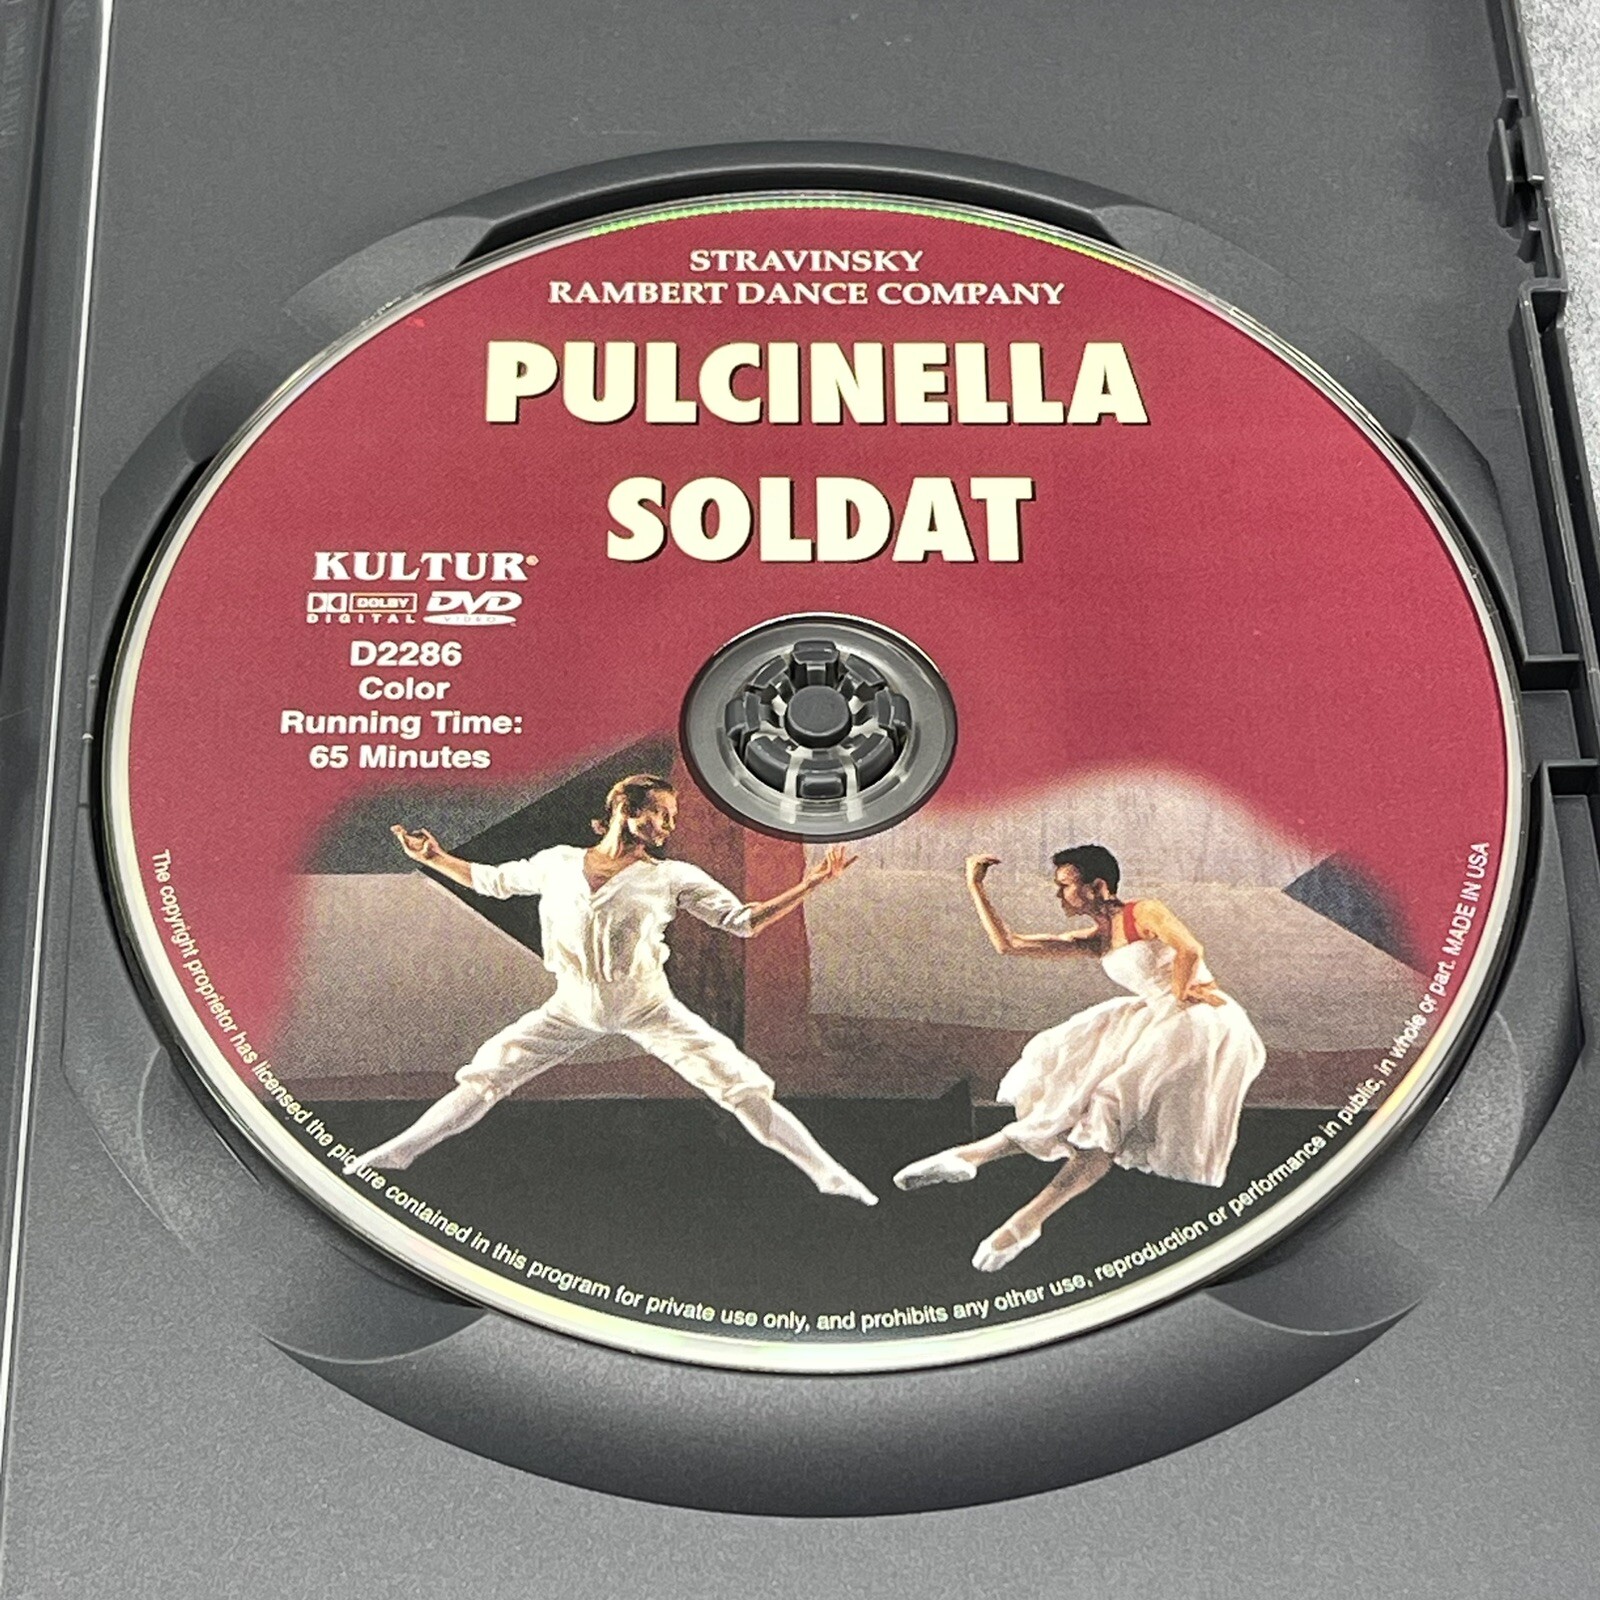 STRAVINSKY
RAMBERT DANCE COMPANY
PULCINELLA
SOLDAT
KULTUR®
DOLBY
DIGITAL
DVD
VIDEO
D2286
Color
Running Time:
65 Minutes
The copyright proprietor has licensed the picture contained in this program for private use only, and prohibits any other use, reproduction or performance in public, in whole or part. MADE IN USA